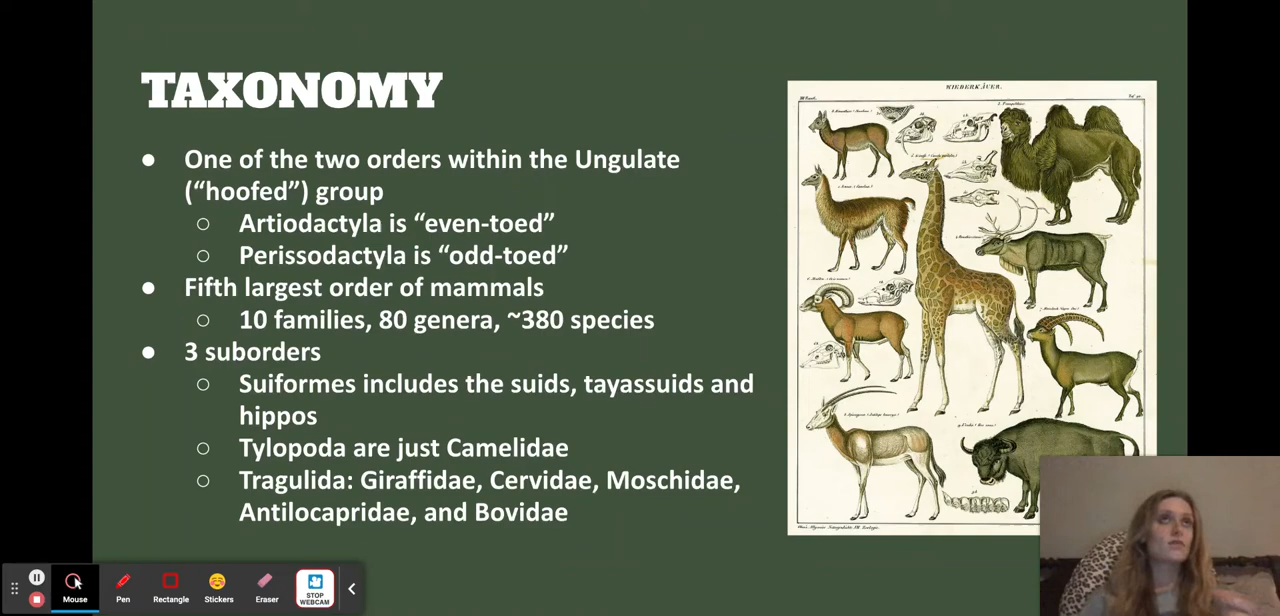 TAXONOMY
● One of the two orders within the Ungulate
(“hoofed”) group
○ Artiodactyla is “even-toed”
○ Perissodactyla is “odd-toed”
● Fifth largest order of mammals
○ 10 families, 80 genera, ~380 species
● 3 suborders
○ Suiformes includes the suids, tayassuids and
hippos
○ Tylopoda are just Camelidae
○ Tragulida: Giraffidae, Cervidae, Moschidae,
Antilocapridae, and Bovidae
WIEDERKÄUER.
Mouse
Pen
Rectangle
Stickers
Eraser
STOP
WEBCAM